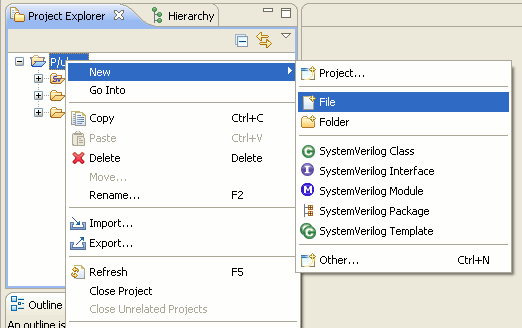 Project Explorer
Hierarchy
New
Project...
Go Into
File
Folder
Copy Ctrl+C
Paste Ctrl+V
SystemVerilog Class
Delete Delete
SystemVerilog Interface
Move...
SystemVerilog Module
Rename... F2
SystemVerilog Package
Import...
SystemVerilog Template
Export...
Other... Ctrl+N
Refresh F5
Close Project
Close Unrelated Projects
Outline
An outline is